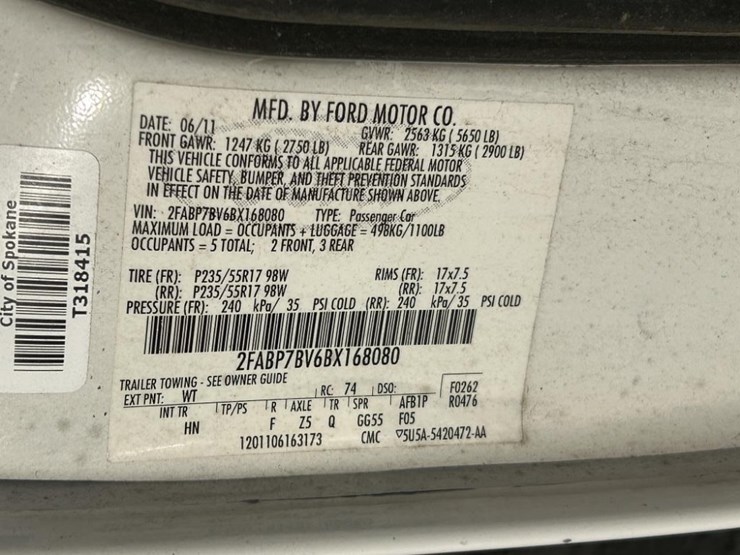 City of Spokane
T318415
MFD. BY FORD MOTOR CO.
DATE: 06/11 GVWR: 2563 KG ( 5650 LB)
FRONT GAWR: 1247 KG ( 2750 LB) REAR GAWR: 1315 KG ( 2900 LB)
THIS VEHICLE CONFORMS TO ALL APPLICABLE FEDERAL MOTOR
VEHICLE SAFETY, BUMPER, AND THEFT PREVENTION STANDARDS
IN EFFECT ON THE DATE OF MANUFACTURE SHOWN ABOVE.
VIN: 2FABP7BV6BX168080 TYPE: Passenger Car
MAXIMUM LOAD = OCCUPANTS + LUGGAGE = 498KG/1100LB
OCCUPANTS = 5 TOTAL; 2 FRONT, 3 REAR
TIRE (FR): P235/55R17 98W RIMS (FR): 17x7.5
(RR): P235/55R17 98W (RR): 17x7.5
PRESSURE (FR): 240 kPa/ 35 PSI COLD (RR): 240 kPa/ 35 PSI COLD
2FABP7BV6BX168080
TRAILER TOWING - SEE OWNER GUIDE
EXT PNT: WT RC: 74 DSO: F0262
INT TR TP/PS R AXLE TR SPR AFB1P R0476
HN F Z5 Q GG55 F05
1201106163173 CMC ▽5U5A-5420472-AA